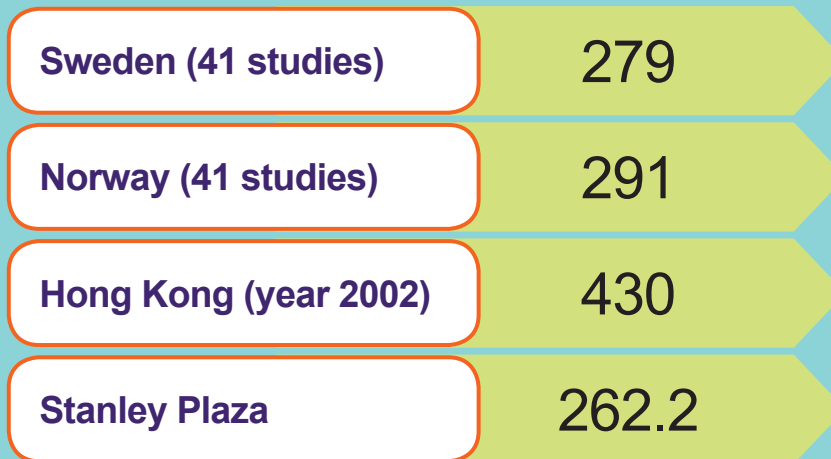 Sweden (41 studies) 279
Norway (41 studies) 291
Hong Kong (year 2002) 430
Stanley Plaza 262.2